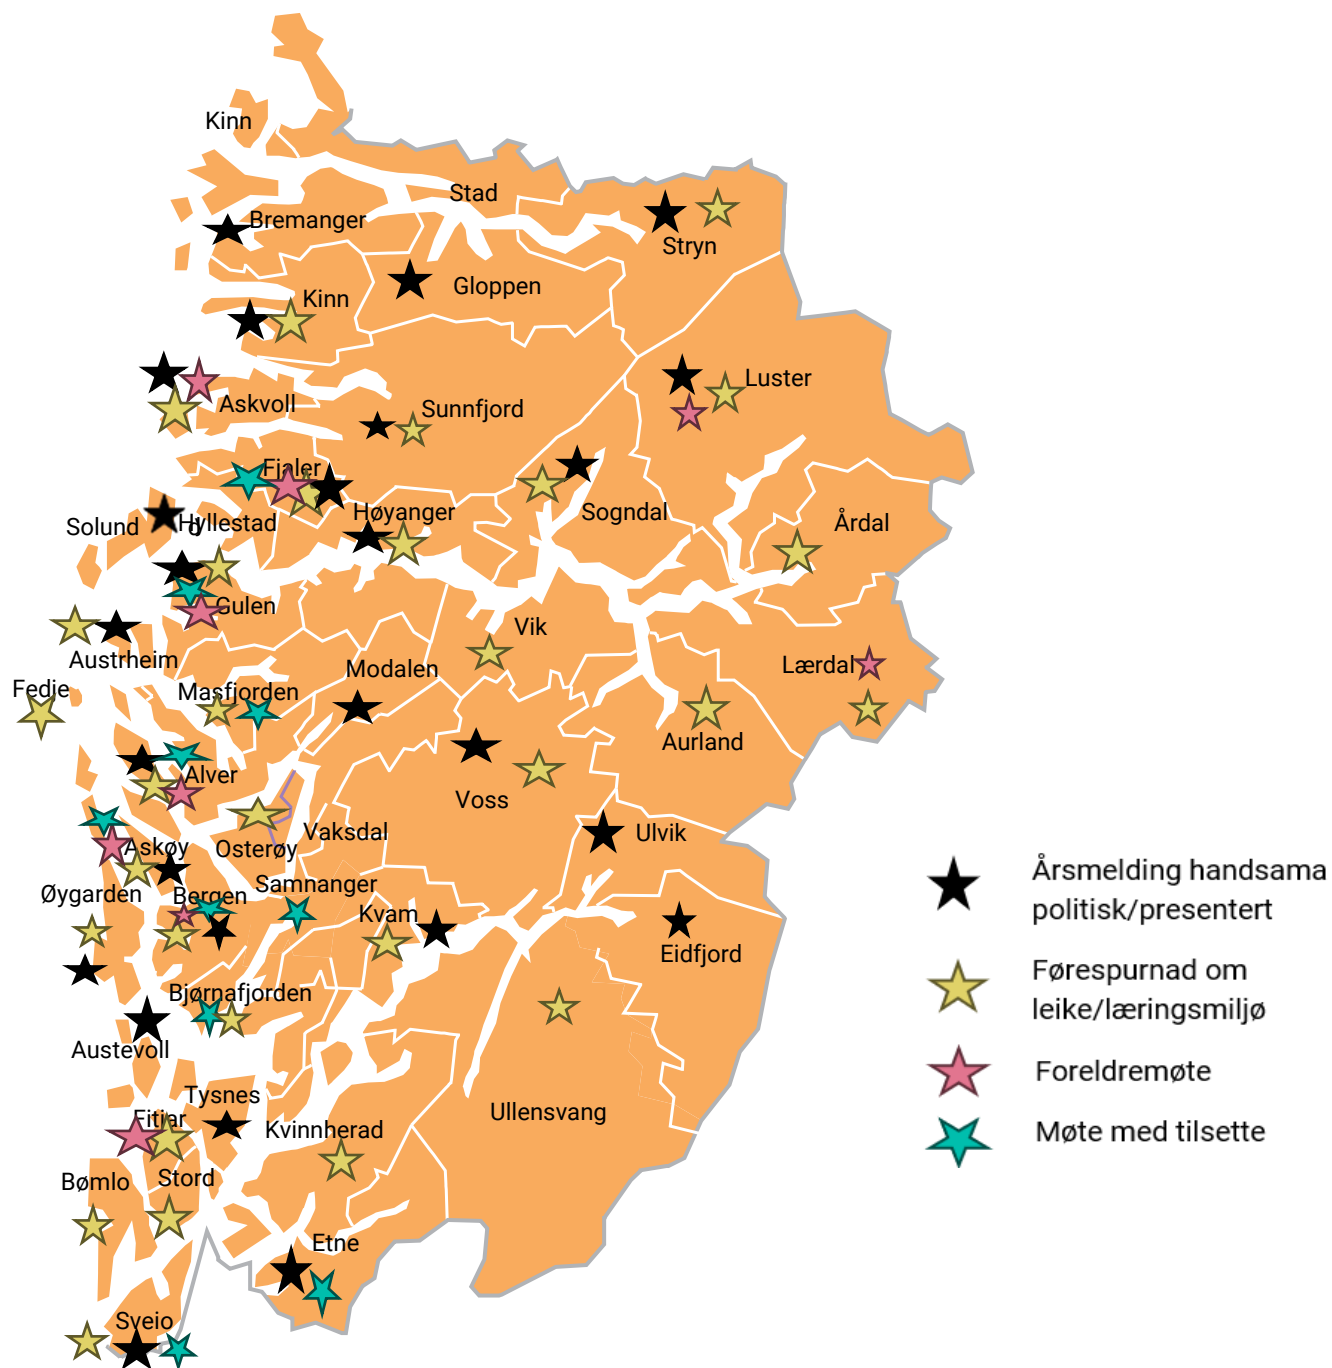 Kinn
Stad
Bremanger
Stryn
Gloppen
Kinn
Luster
Askvoll
Sunnfjord
Fjaler
Høyanger
Sogndal
Årdal
Solund
Hyllestad
d
Gulen
Vik
Austrheim
Modalen
Lærdal
Fedje
Masfjorden
Aurland
Alver
Voss
Vaksdal
Ulvik
Askøy
Osterøy
Øygarden
Bergen
Samnanger
Kvam
Eidfjord
Bjørnafjorden
Austevoll
Tysnes
Ullensvang
Fitjar
Kvinnherad
Bømlo
Stord
Etne
Sveio
Årsmelding handsama
politisk/presentert
Førespurnad om
leike/læringsmiljø
Foreldremøte
Møte med tilsette